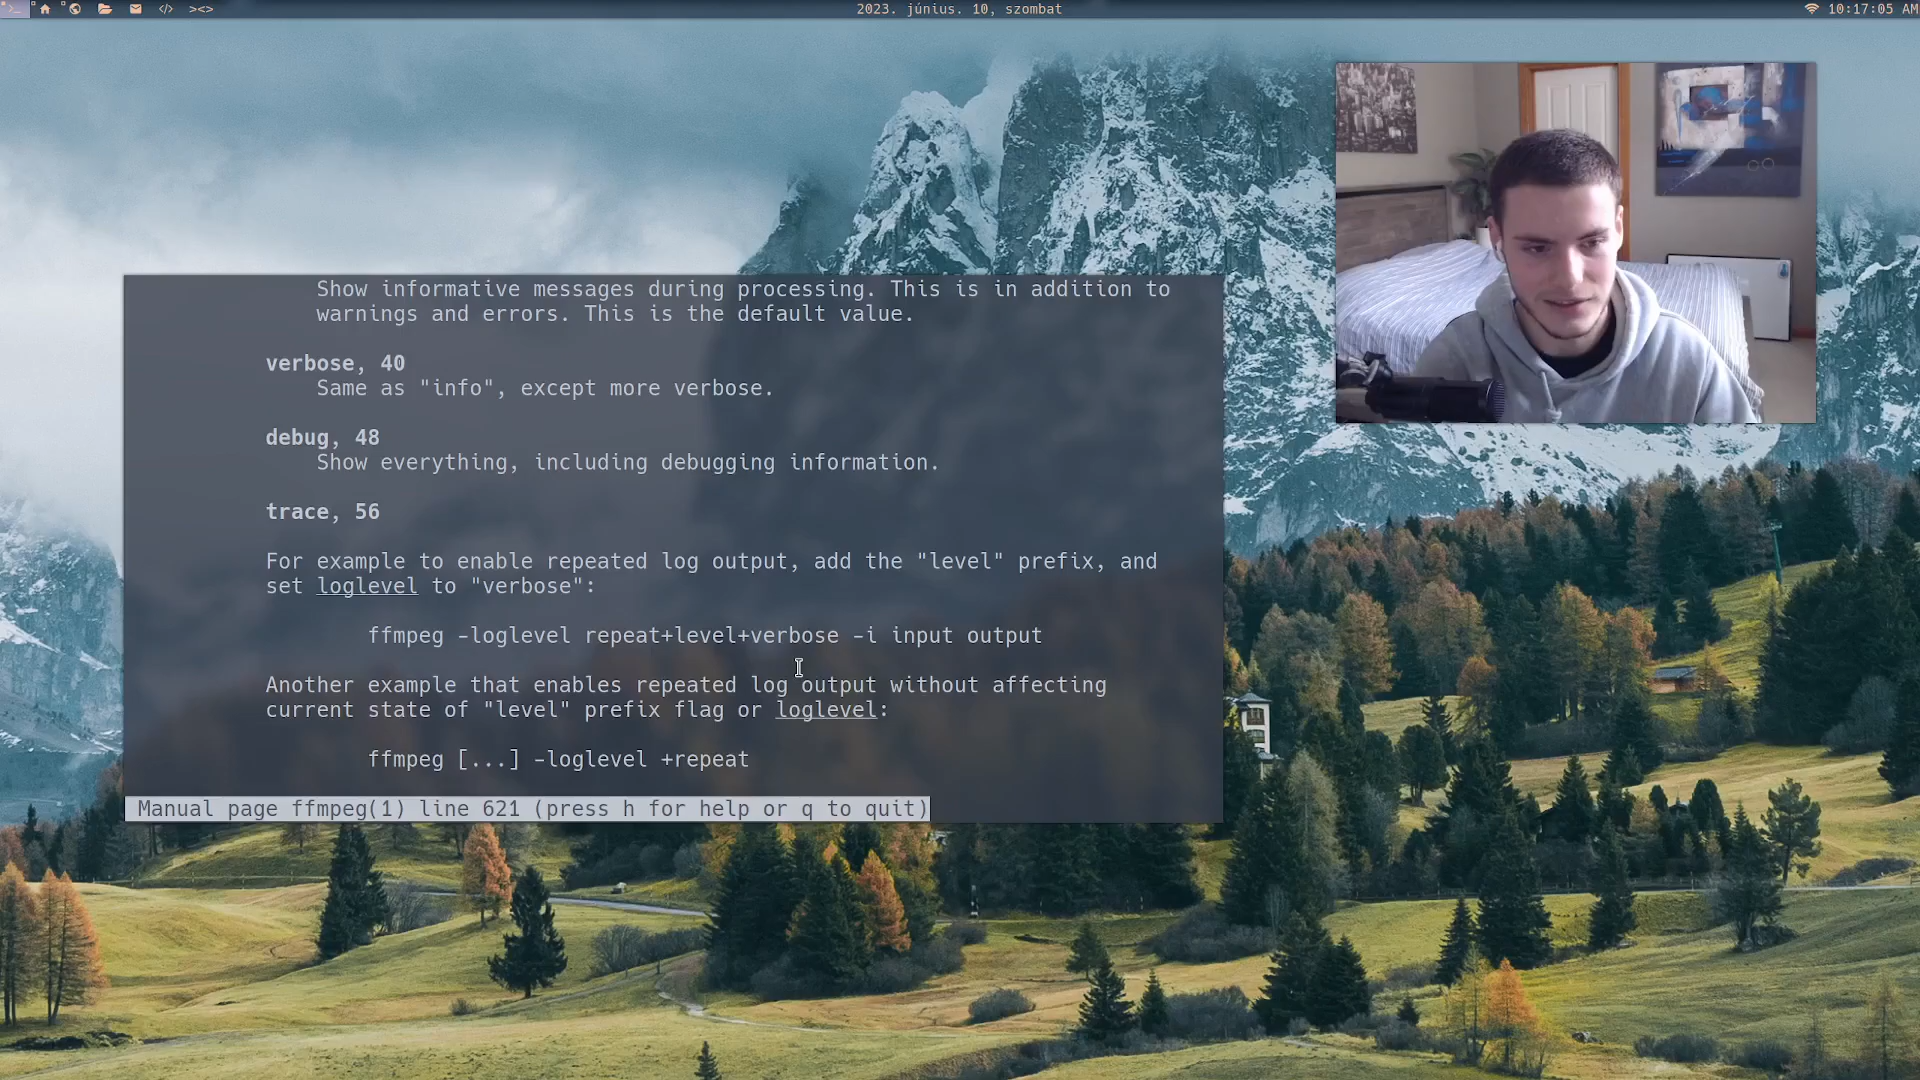 </> ><>
2023. június. 10, szombat
10:17:05 AM
Show informative messages during processing. This is in addition to
warnings and errors. This is the default value.
verbose, 40
Same as "info", except more verbose.
debug, 48
Show everything, including debugging information.
trace, 56
For example to enable repeated log output, add the "level" prefix, and
set loglevel to "verbose":
ffmpeg -loglevel repeat+level+verbose -i input output
Another example that enables repeated log output without affecting
current state of "level" prefix flag or loglevel:
ffmpeg [...] -loglevel +repeat
Manual page ffmpeg(1) line 621 (press h for help or q to quit)